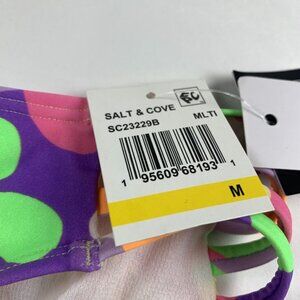 SALT & COVE
SC23229B MLTI
1 95609 68193 1
M